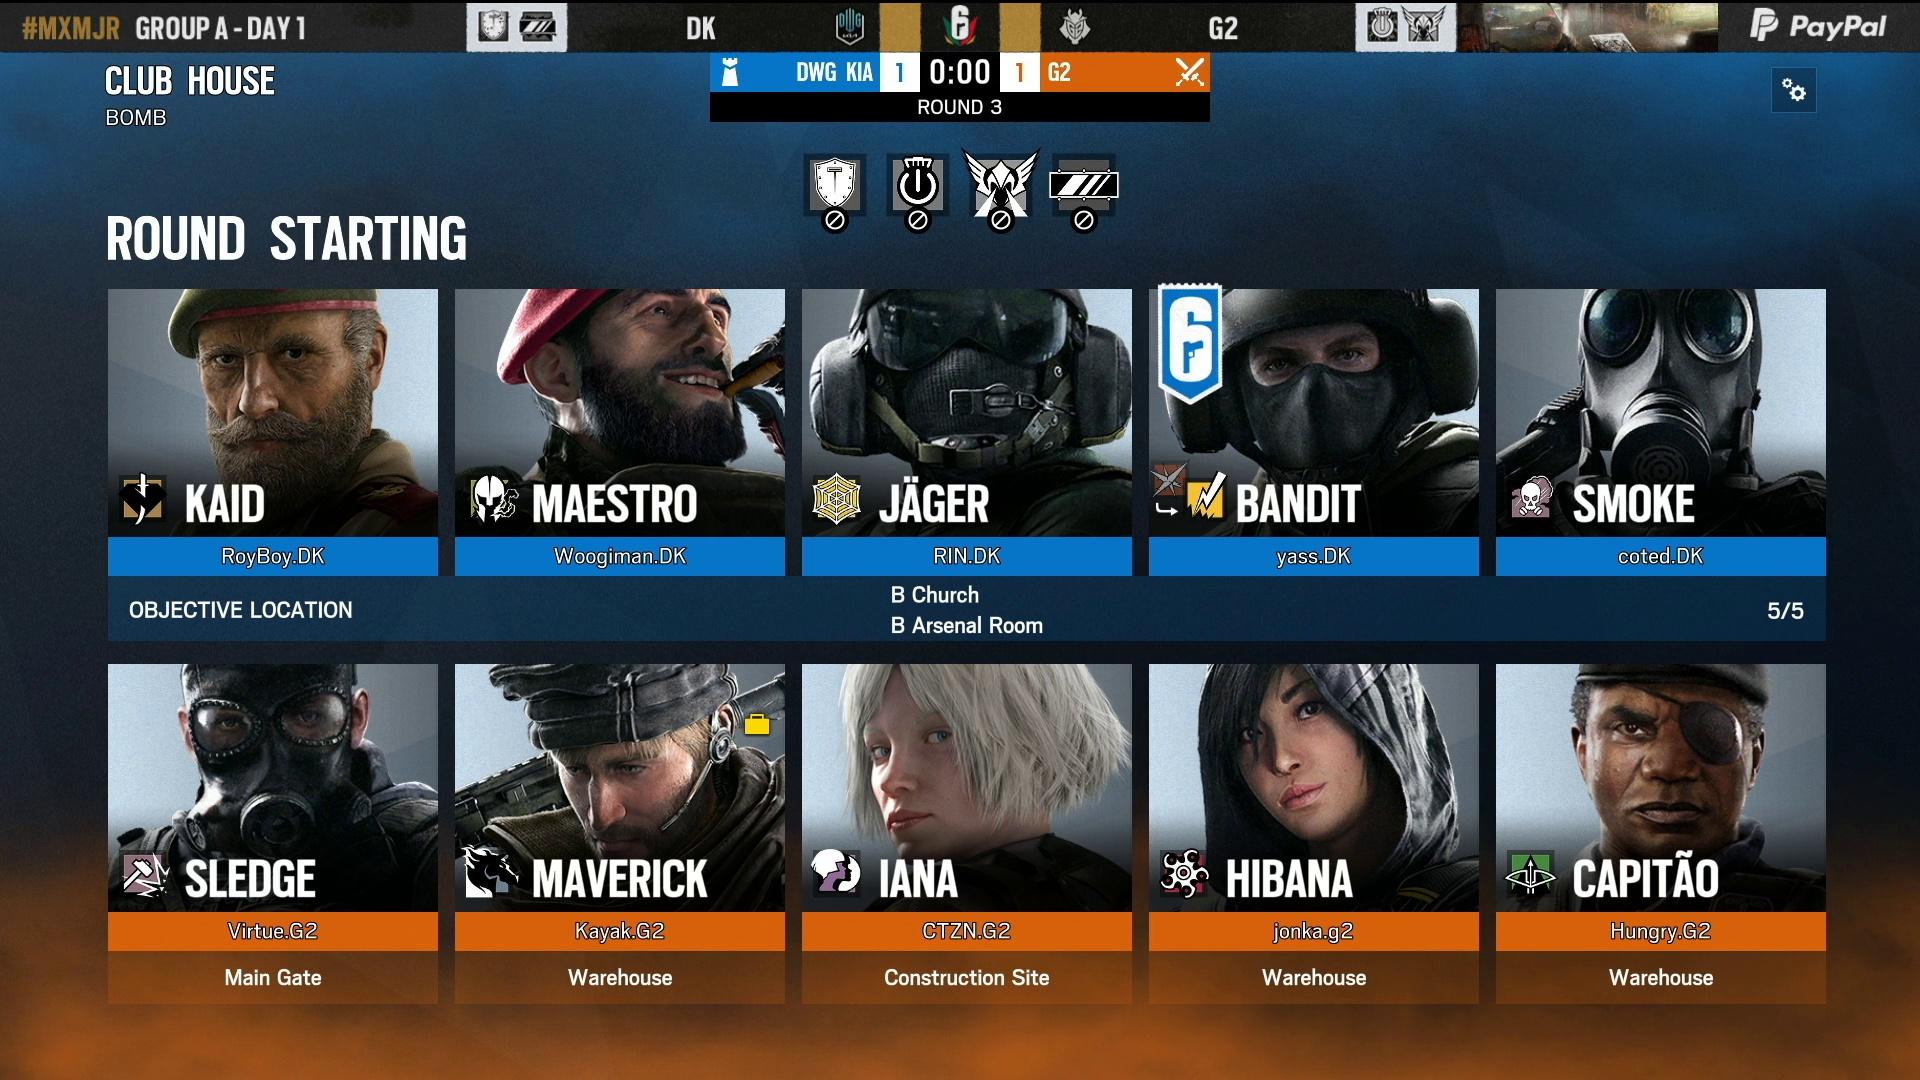 #MXMJR GROUP A - DAY 1
DK
G2
PayPal
CLUB HOUSE
BOMB
DWG KIA 1 0:00 1 G2
ROUND 3
ROUND STARTING
KAID
MAESTRO
JÄGER
BANDIT
SMOKE
RoyBoy.DK
Woogiman.DK
RIN.DK
yass.DK
coted.DK
OBJECTIVE LOCATION
B Church
B Arsenal Room
5/5
SLEDGE
MAVERICK
IANA
HIBANA
CAPITÃO
Virtue.G2
Kayak.G2
CTZN.G2
jonka.g2
Hungry.G2
Main Gate
Warehouse
Construction Site
Warehouse
Warehouse